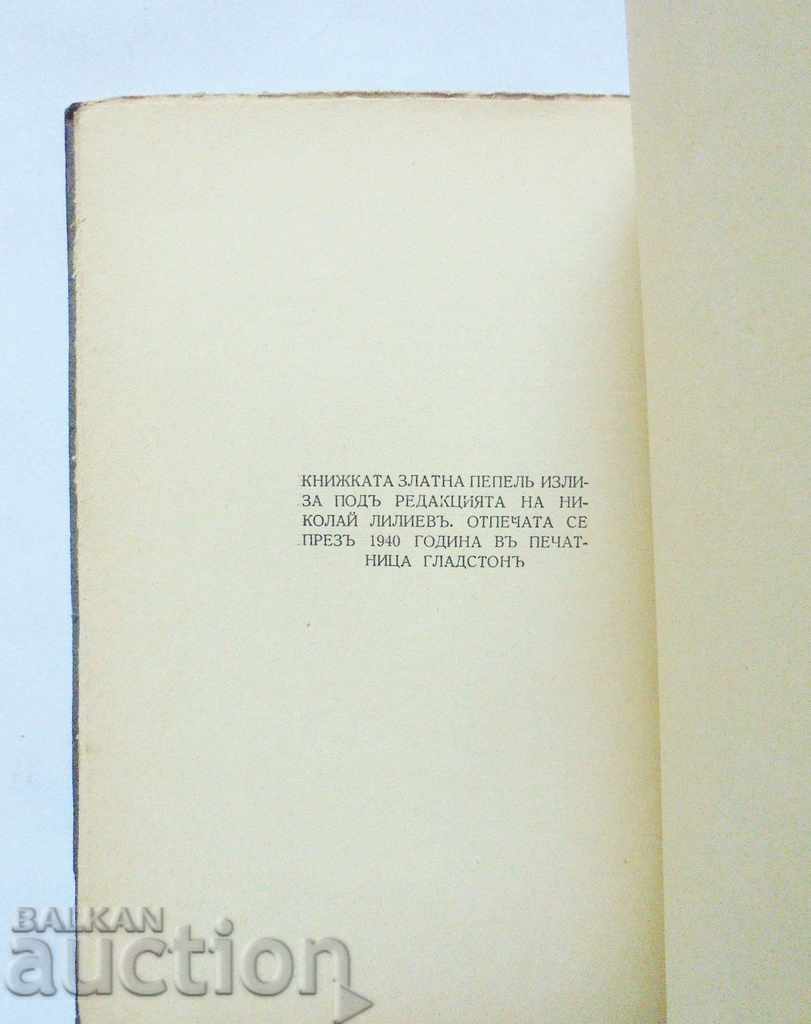 КНИЖКАТА ЗЛАТНА ПЕПЕЛЬ ИЗЛИ-
ЗА ПОДЪ РЕДАКЦИЯТА НА НИ-
КОЛАЙ ЛИЛИЕВЪ. ОТПЕЧАТА СЕ
ПРЕЗЪ 1940 ГОДИНА ВЪ ПЕЧАТ-
НИЦА ГЛАДСТОНЪ
BALKAN
auction